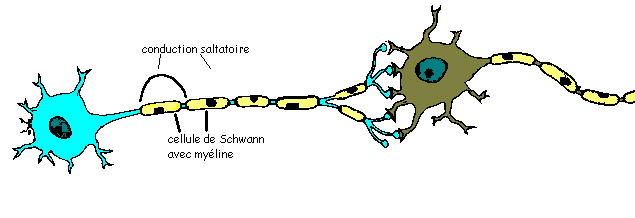 conduction saltatoire
cellule de Schwann
avec myéline